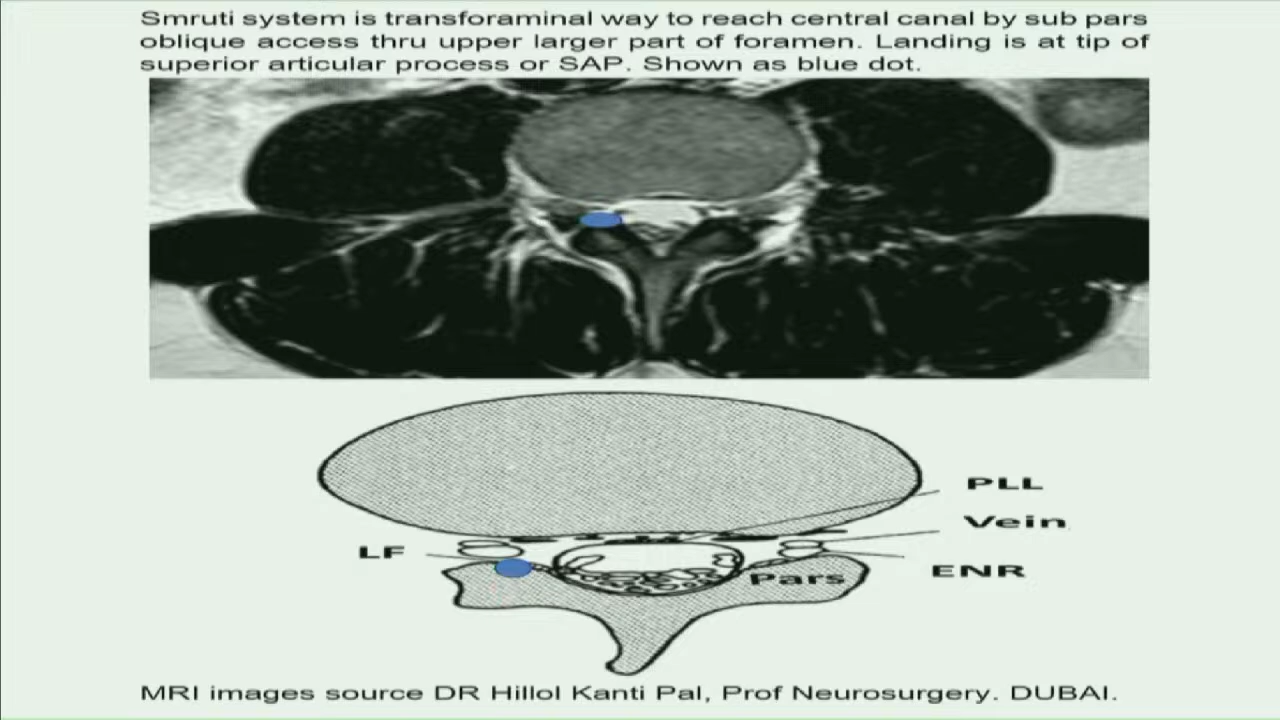 Smruti system is transforaminal way to reach central canal by sub pars
oblique access thru upper larger part of foramen. Landing is at tip of
superior articular process or SAP. Shown as blue dot.
PLL
Vein
LF
ENR
Pars
MRI images source DR Hillol Kanti Pal, Prof Neurosurgery. DUBAI.